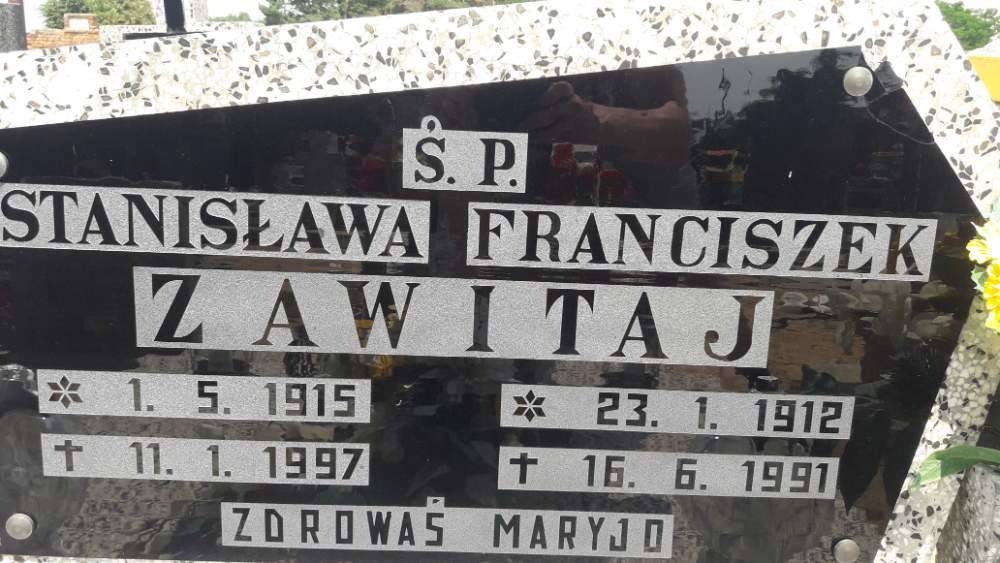 Ś. P.
STANISŁAWA FRANCISZEK
ZAWITAJ
* 1. 5. 1915 * 23. 1. 1912
† 11. 1. 1997 † 16. 6. 1991
ZDROWAŚ MARYJO